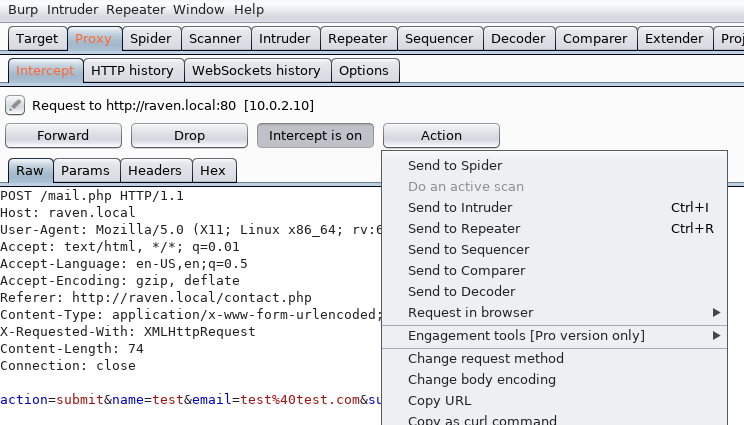 Burp Intruder Repeater Window Help
Target Proxy Spider Scanner Intruder Repeater Sequencer Decoder Comparer Extender
Intercept HTTP history WebSockets history Options
Request to http://raven.local:80 [10.0.2.10]
Forward Drop Intercept is on Action
Raw Params Headers Hex
POST /mail.php HTTP/1.1
Host: raven.local
User-Agent: Mozilla/5.0 (X11; Linux x86_64;
Accept: text/html, */*; q=0.01
Accept-Language: en-US,en;q=0.5
Accept-Encoding: gzip, deflate
Referer: http://raven.local/contact.php
Content-Type: application/x-www-form-urlencoded;
X-Requested-With: XMLHttpRequest
Content-Length: 74
Connection: close
action=submit&name=test&email=test%40test.com&
Send to Spider
Do an active scan
Send to Intruder Ctrl+I
Send to Repeater Ctrl+R
Send to Sequencer
Send to Comparer
Send to Decoder
Request in browser
Engagement tools [Pro version only]
Change request method
Change body encoding
Copy URL
Copy as curl command